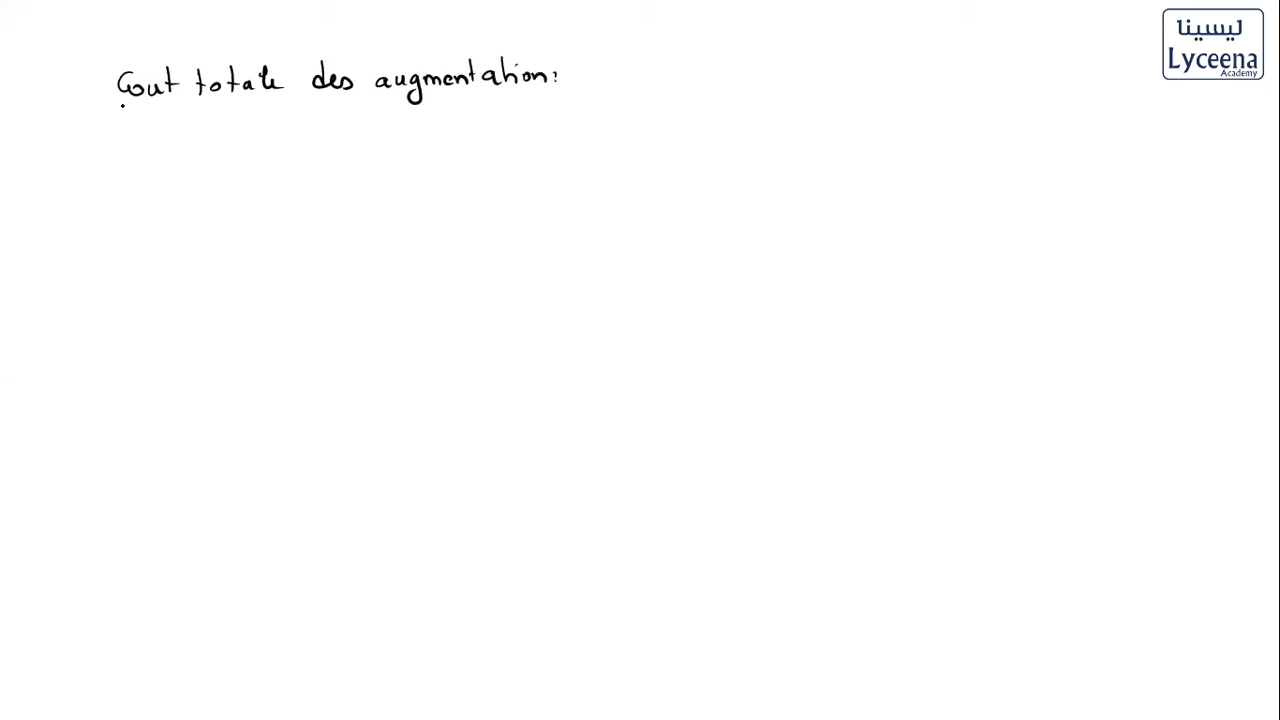 Cout totale des augmentation:
ليسينا
Lyceena
Academy